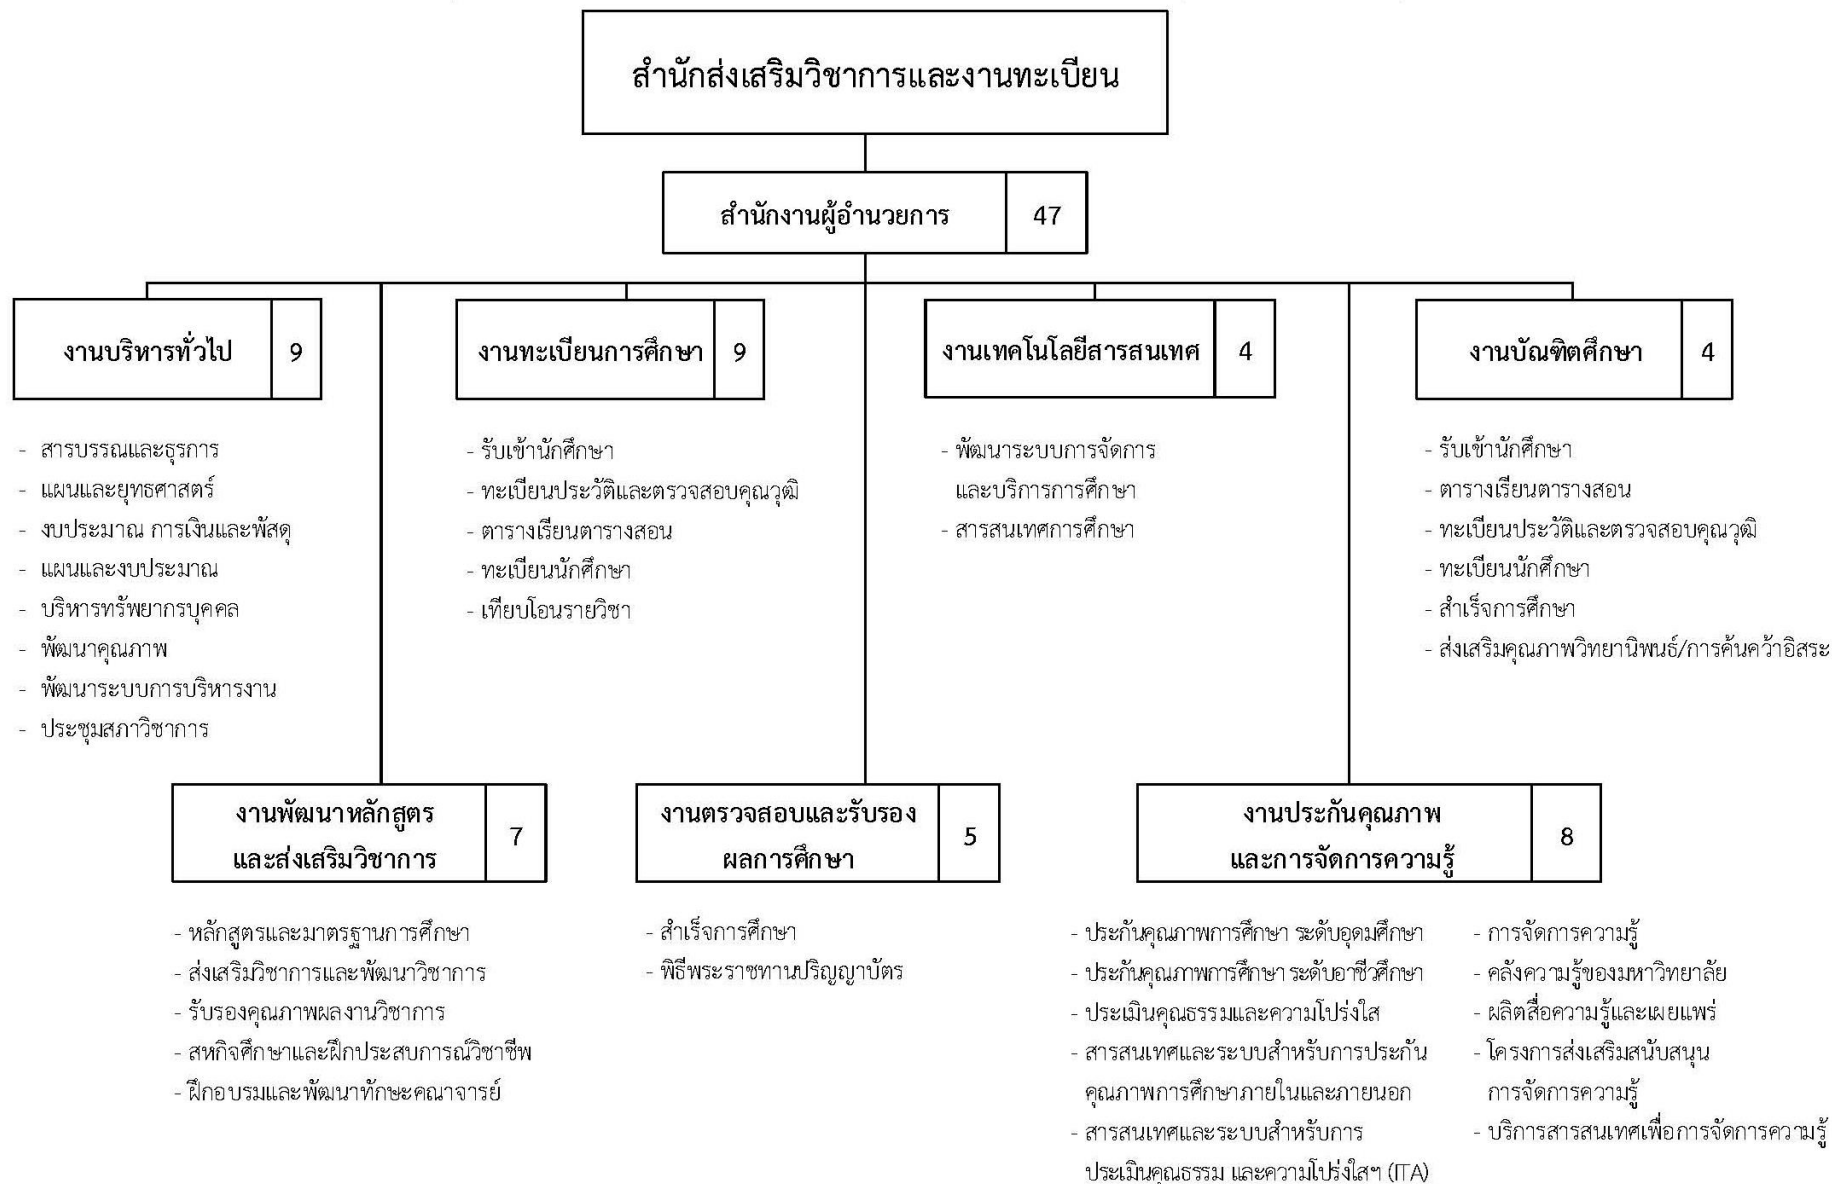 สำนักส่งเสริมวิชาการและงานทะเบียน
สำนักงานผู้อำนวยการ 47
งานบริหารทั่วไป 9
- สารบรรณและธุรการ
- แผนและยุทธศาสตร์
- งบประมาณ การเงินและพัสดุ
- แผนและงบประมาณ
- บริหารทรัพยากรบุคคล
- พัฒนาคุณภาพ
- พัฒนาระบบการบริหารงาน
- ประชุมสภาวิชาการ
งานทะเบียนการศึกษา 9
- รับเข้านักศึกษา
- ทะเบียนประวัติและตรวจสอบคุณวุฒิ
- ตารางเรียนตารางสอน
- ทะเบียนนักศึกษา
- เทียบโอนรายวิชา
งานเทคโนโลยีสารสนเทศ 4
- พัฒนาระบบการจัดการ
และบริการการศึกษา
- สารสนเทศการศึกษา
งานบัณฑิตศึกษา 4
- รับเข้านักศึกษา
- ตารางเรียนตารางสอน
- ทะเบียนประวัติและตรวจสอบคุณวุฒิ
- ทะเบียนนักศึกษา
- สำเร็จการศึกษา
- ส่งเสริมคุณภาพวิทยานิพนธ์/การค้นคว้าอิสระ
งานพัฒนาหลักสูตร
และส่งเสริมวิชาการ 7
- หลักสูตรและมาตรฐานการศึกษา
- ส่งเสริมวิชาการและพัฒนาวิชาการ
- รับรองคุณภาพผลงานวิชาการ
- สหกิจศึกษาและฝึกประสบการณ์วิชาชีพ
- ฝึกอบรมและพัฒนาทักษะคณาจารย์
งานตรวจสอบและรับรอง
ผลการศึกษา 5
- สำเร็จการศึกษา
- พิธีพระราชทานปริญญาบัตร
งานประกันคุณภาพ
และการจัดการความรู้ 8
- ประกันคุณภาพการศึกษา ระดับอุดมศึกษา
- ประกันคุณภาพการศึกษา ระดับอาชีวศึกษา
- ประเมินคุณธรรมและความโปร่งใส
- สารสนเทศและระบบสำหรับการประกัน
คุณภาพการศึกษาภายในและภายนอก
- สารสนเทศและระบบสำหรับการ
ประเมินคุณธรรม และความโปร่งใสฯ (ITA)
- การจัดการความรู้
- คลังความรู้ของมหาวิทยาลัย
- ผลิตสื่อความรู้และเผยแพร่
- โครงการส่งเสริมสนับสนุน
การจัดการความรู้
- บริการสารสนเทศเพื่อการจัดการความรู้